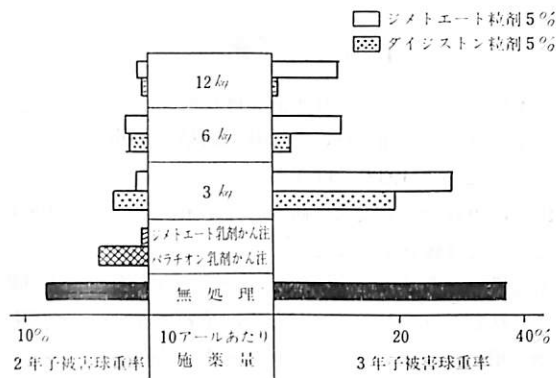 ジメトエート粒剤5%
ダイジストン粒剤5%
12kg
6kg
3kg
ジメトエート乳剤かん注
パラチオン乳剤かん注
無処理
10%
10アールあたり
20
40%
2年子被害球重率
施薬量
3年子被害球重率